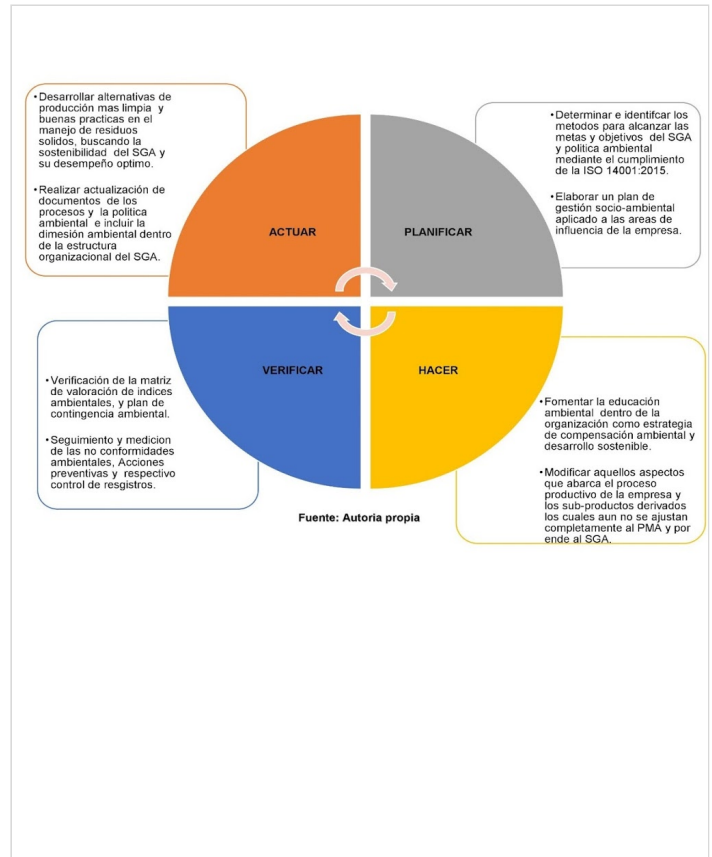 •Desarrollar alternativas de
producción mas limpia y
buenas practicas en el
manejo de residuos
solidos, buscando la
sostenibilidad del SGA y
su desempeño optimo.
•Realizar actualización de
documentos de los
procesos y la politica
ambiental e incluir la
dimesión ambiental dentro
de la estructura
organizacional del SGA.
ACTUAR
PLANIFICAR
•Determinar e identifcar los
metodos para alcanzar las
metas y objetivos del SGA
y politica ambiental
mediante el cumplimiento
de la ISO 14001:2015.
•Elaborar un plan de
gestión socio-ambiental
aplicado a las areas de
influencia de la empresa.
•Verificación de la matriz
de valoración de indices
ambientales, y plan de
contingencia ambiental.
•Seguimiento y medicion
de las no conformidades
ambientales, Acciones
preventivas y respectivo
control de resgistros.
VERIFICAR
HACER
•Fomentar la educación
ambiental dentro de la
organización como estrategia
de compensación ambiental y
desarrollo sostenible.
•Modificar aquellos aspectos
que abarca el proceso
productivo de la empresa y
los sub-productos derivados
los cuales aun no se ajustan
completamente al PMA y por
ende al SGA.
Fuente: Autoria propia